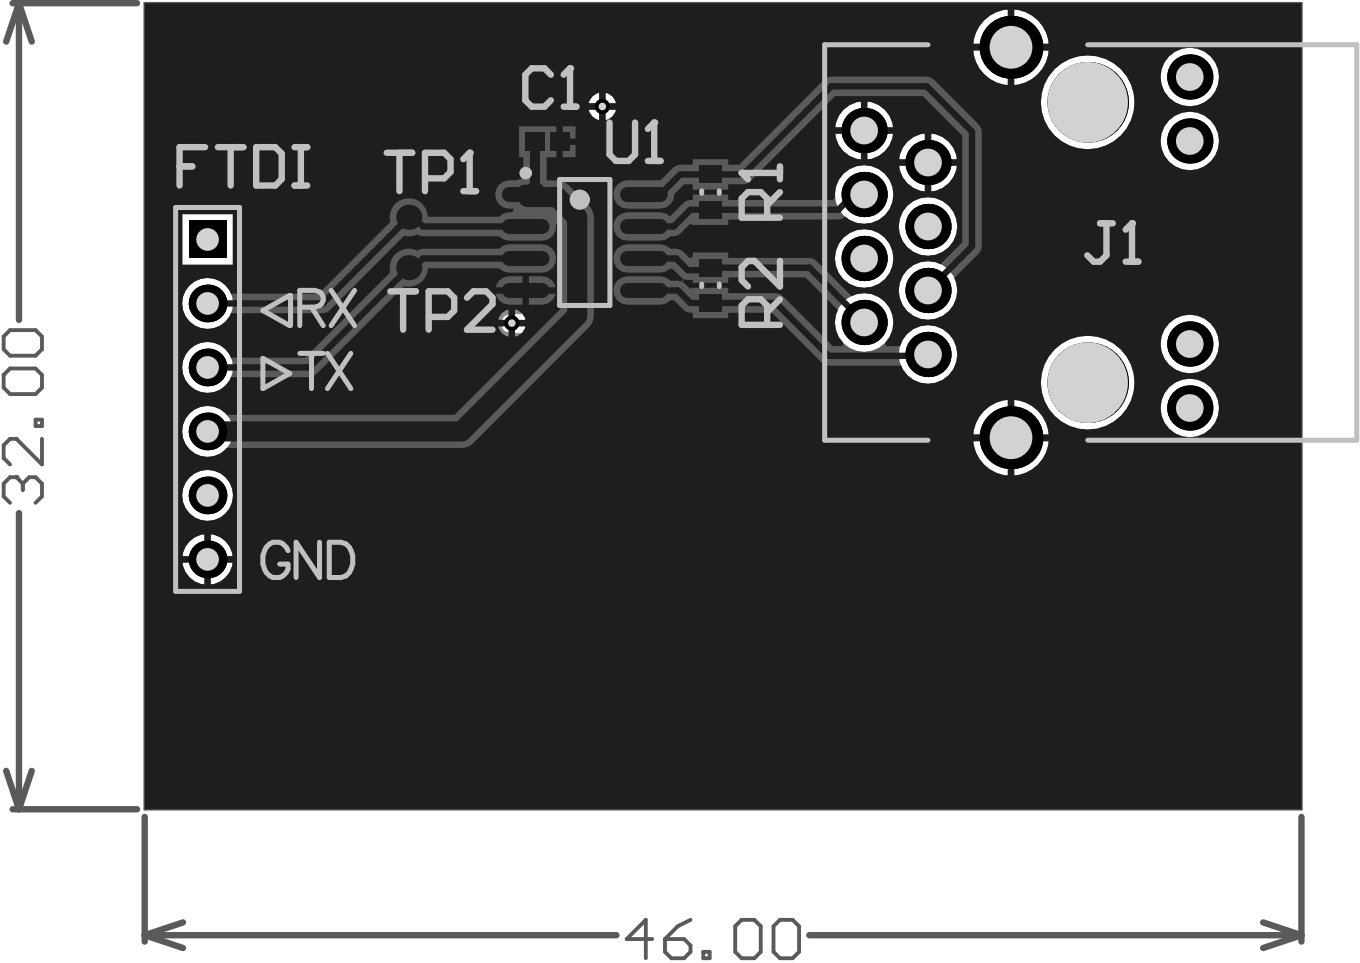 C1
U1
FTDI
TP1
R1
J1
RX
TP2
R2
TX
32.00
GND
46.00